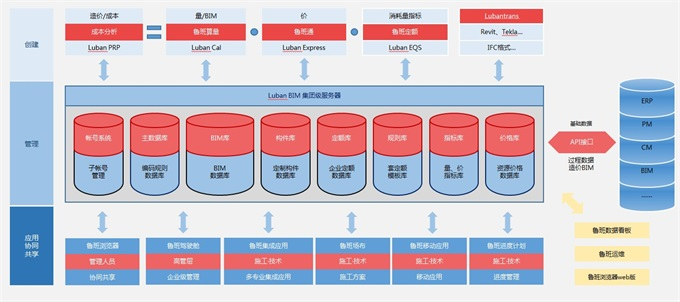 创建
造价/成本
成本分析
Luban PRP
量/BIM
鲁班算量
Luban Cal
价
鲁班通
Luban Express
消耗量指标
鲁班定额
Luban EQS
Lubantrans.
Revit、Tekla...
IFC格式...
管理
Luban BIM 集团级服务器
帐号系统
子帐号
管理
主数据库
编码规则
数据库
BIM库
BIM
数据库
构件库
定制构件
数据库
定额库
企业定额
数据库
规则库
套定额
模板库
指标库
量、价
指标库
价格库
资源价格
数据库
基础数据
API接口
过程数据
造价BIM
ERP
PM
CM
BIM
......
应用
协同
共享
鲁班浏览器
管理人员
协同共享
鲁班驾驶舱
高管层
企业级管理
鲁班集成应用
施工·技术
多专业集成应用
鲁班场布
施工·技术
施工方案
鲁班移动应用
施工·技术
移动应用
鲁班进度计划
施工·技术
进度管理
鲁班数据看板
鲁班运维
鲁班浏览器web版